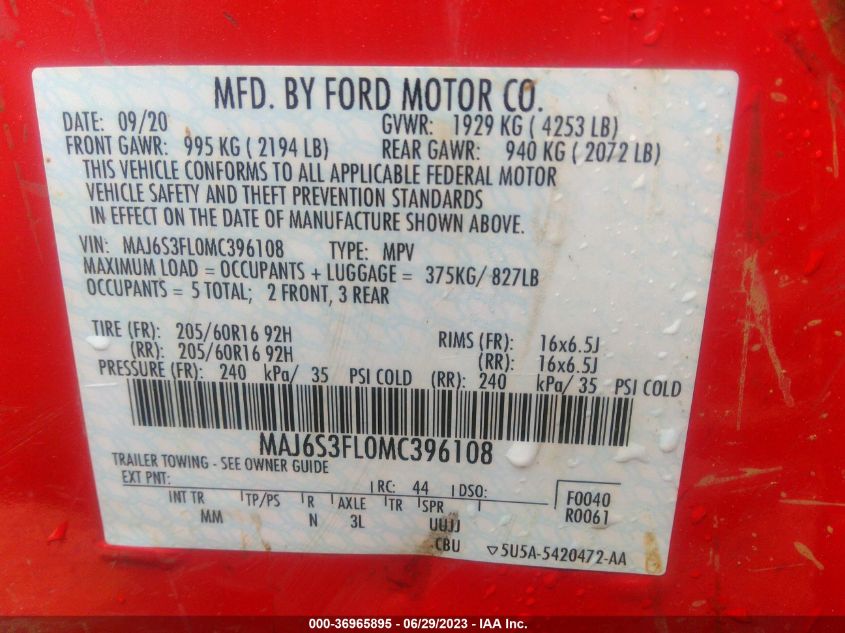 MFD. BY FORD MOTOR CO.
DATE: 09/20 GVWR: 1929 KG ( 4253 LB)
FRONT GAWR: 995 KG ( 2194 LB) REAR GAWR: 940 KG ( 2072 LB)
THIS VEHICLE CONFORMS TO ALL APPLICABLE FEDERAL MOTOR
VEHICLE SAFETY AND THEFT PREVENTION STANDARDS
IN EFFECT ON THE DATE OF MANUFACTURE SHOWN ABOVE.
VIN: MAJ6S3FL0MC396108 TYPE: MPV
MAXIMUM LOAD = OCCUPANTS + LUGGAGE = 375KG/ 827LB
OCCUPANTS = 5 TOTAL; 2 FRONT, 3 REAR
TIRE (FR): 205/60R16 92H RIMS (FR): 16x6.5J
(RR): 205/60R16 92H (RR): 16x6.5J
PRESSURE (FR): 240 kPa/ 35 PSI COLD (RR): 240 kPa/ 35 PSI COLD
MAJ6S3FL0MC396108
TRAILER TOWING - SEE OWNER GUIDE
EXT PNT: RC: 44 DSO: F0040
INT TR TP/PS R AXLE TR SPR R0061
MM N 3L UUJJ
CBU 5U5A-5420472-AA
000-36965895 - 06/29/2023 - IAA Inc.